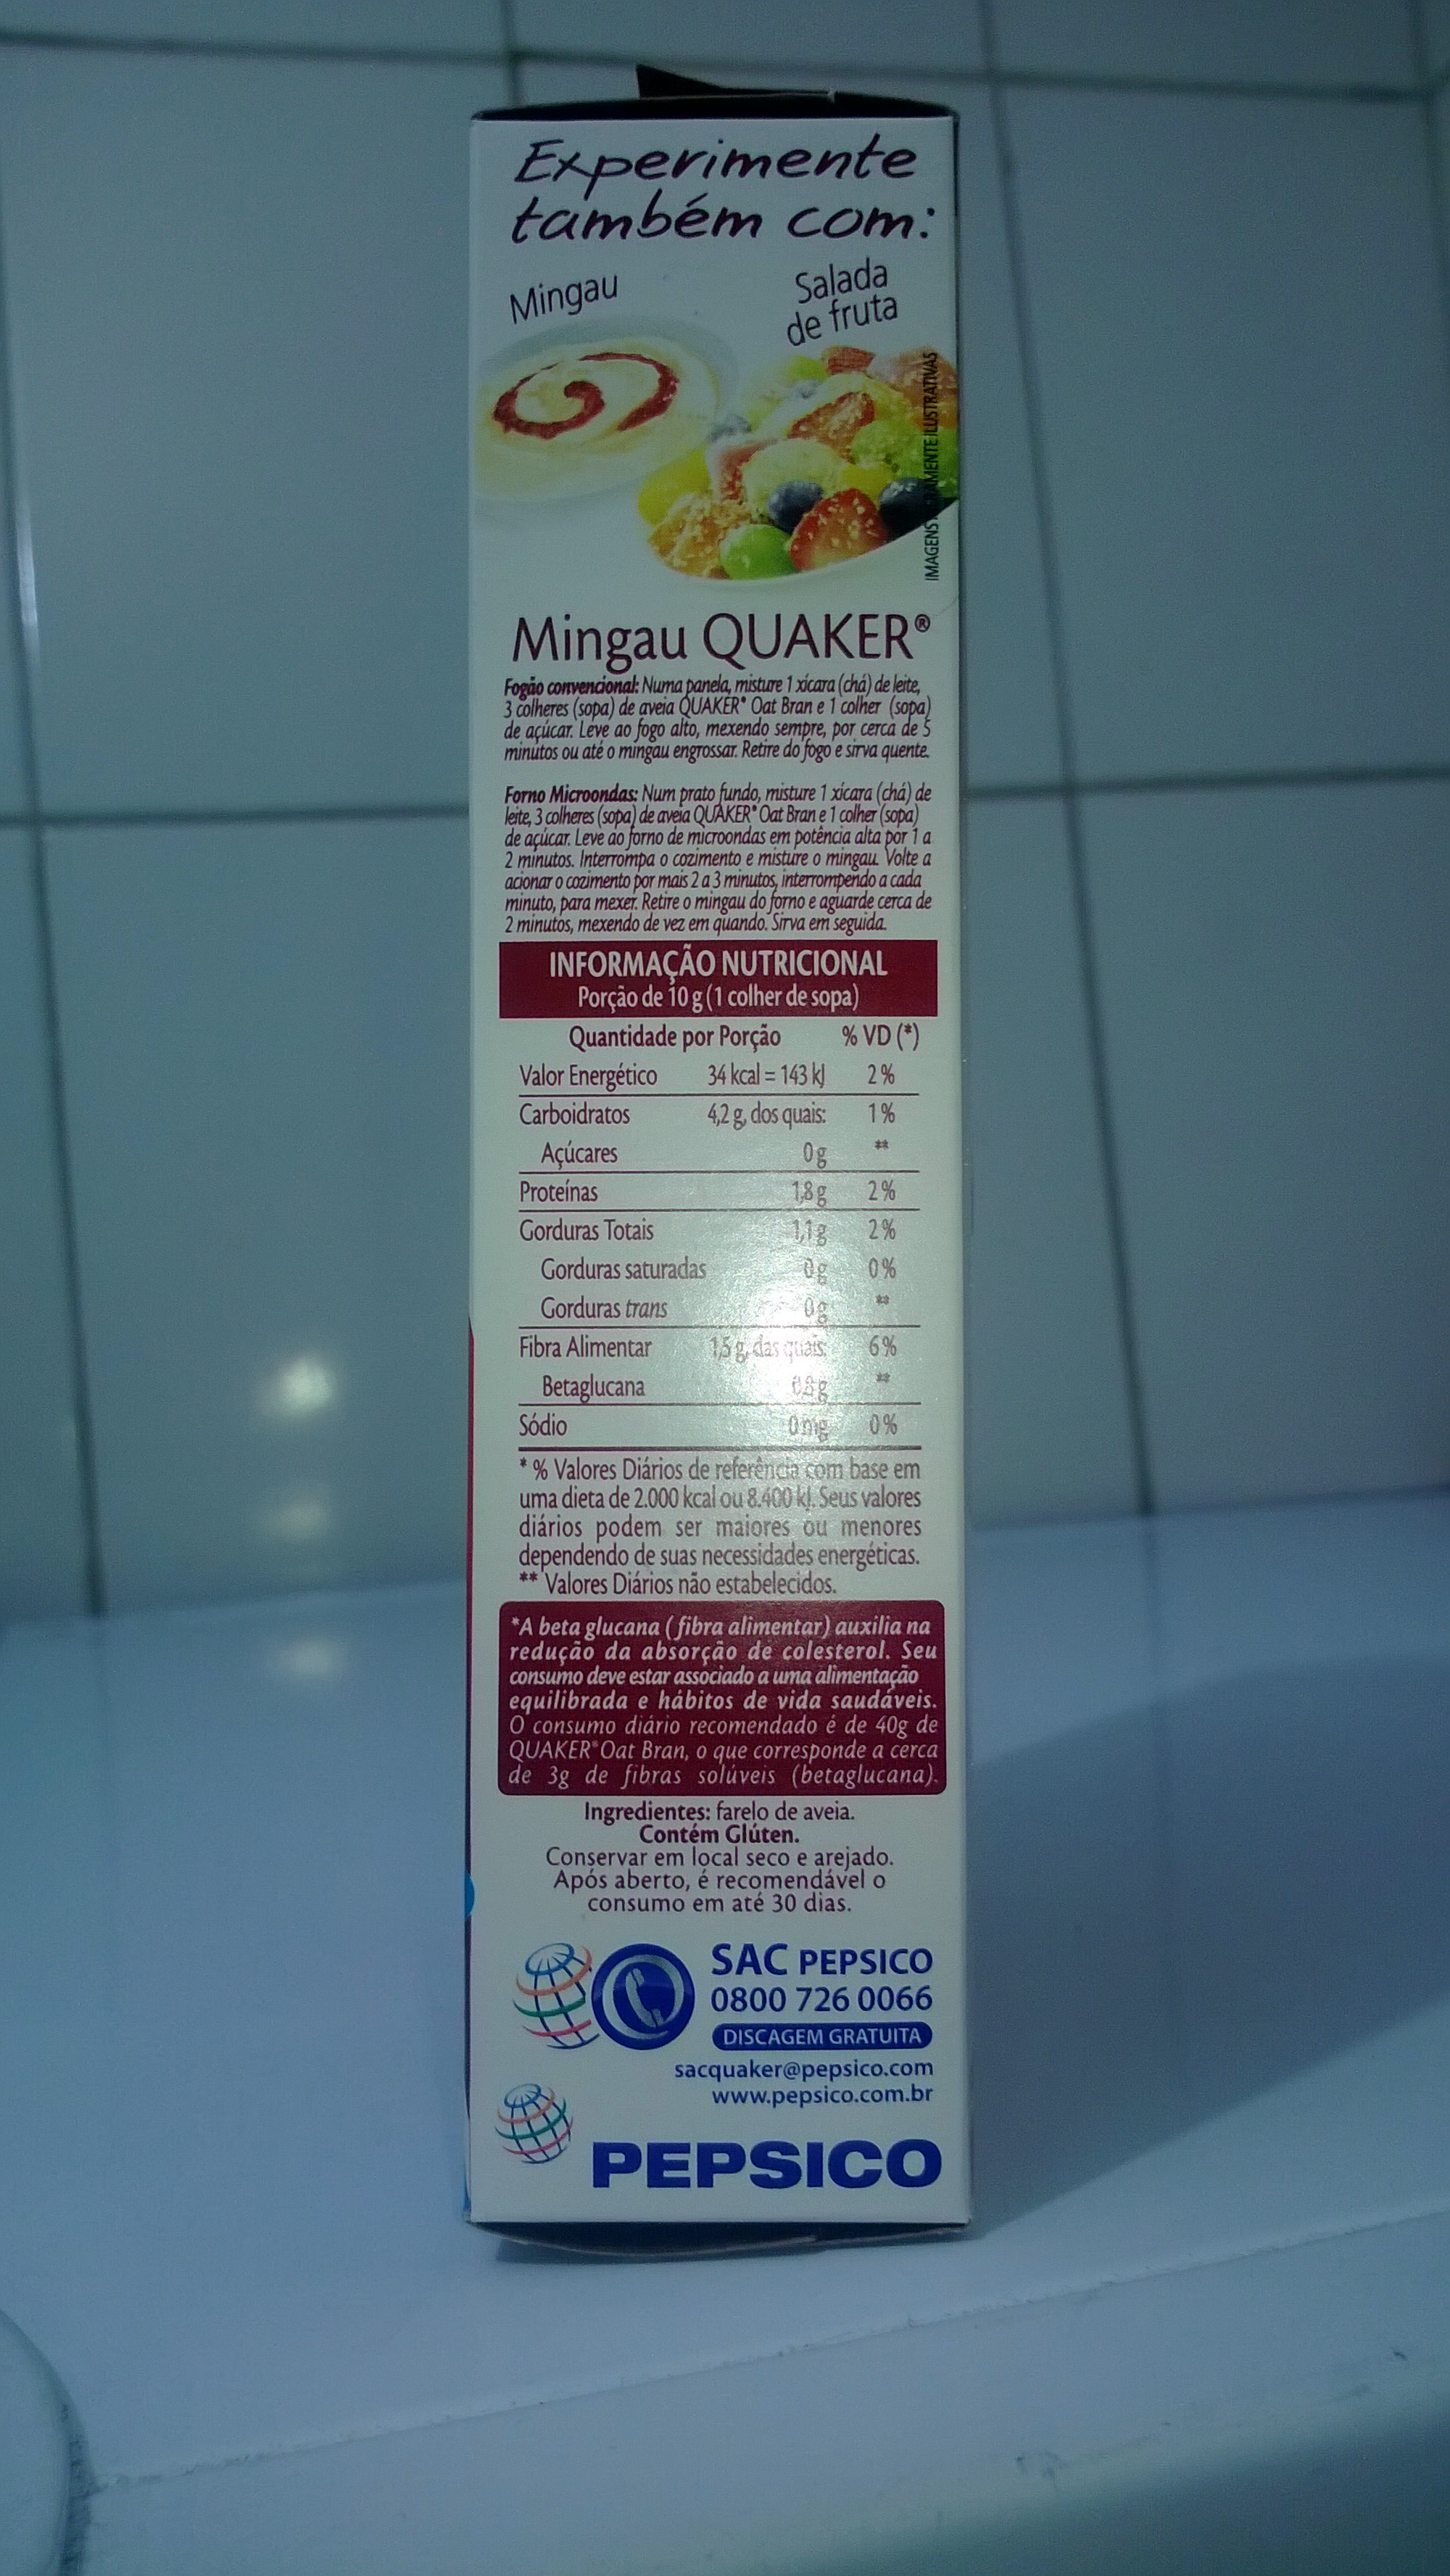 Experimente
também com:
Mingau
Salada
de fruta
IMAGENS MERAMENTE ILUSTRATIVAS
Mingau QUAKER®
Fogão convencional: Numa panela, misture 1 xícara (chá) de leite,
3 colheres (sopa) de aveia QUAKER® Oat Bran e 1 colher (sopa)
de açúcar. Leve ao fogo alto, mexendo sempre, por cerca de 5
minutos ou até o mingau engrossar. Retire do fogo e sirva quente.
Forno Microondas: Num prato fundo, misture 1 xícara (chá) de
leite, 3 colheres (sopa) de aveia QUAKER® Oat Bran e 1 colher (sopa)
de açúcar. Leve ao forno de microondas em potência alta por 1 a
2 minutos. Interrompa o cozimento e misture o mingau. Volte a
acionar o cozimento por mais 2 a 3 minutos, interrompendo a cada
minuto, para mexer. Retire o mingau do forno e aguarde cerca de
2 minutos, mexendo de vez em quando. Sirva em seguida.
INFORMAÇÃO NUTRICIONAL
Porção de 10 g (1 colher de sopa)
Quantidade por Porção % VD (*)
Valor Energético 34 kcal = 143 kJ 2%
Carboidratos 4,2 g, dos quais: 1%
Açúcares 0 g **
Proteínas 1,8 g 2%
Gorduras Totais 1,1 g 2%
Gorduras saturadas 0 g 0%
Gorduras trans 0 g **
Fibra Alimentar 1,5 g, das quais: 6%
Betaglucana 0,8 g **
Sódio 0 mg 0%
* % Valores Diários de referência com base em
uma dieta de 2.000 kcal ou 8.400 kJ. Seus valores
diários podem ser maiores ou menores
dependendo de suas necessidades energéticas.
** Valores Diários não estabelecidos.
*A beta glucana (fibra alimentar) auxilia na
redução da absorção de colesterol. Seu
consumo deve estar associado a uma alimentação
equilibrada e hábitos de vida saudáveis.
O consumo diário recomendado é de 40g de
QUAKER® Oat Bran, o que corresponde a cerca
de 3g de fibras solúveis (betaglucana).
Ingredientes: farelo de aveia.
Contém Glúten.
Conservar em local seco e arejado.
Após aberto, é recomendável o
consumo em até 30 dias.
SAC PEPSICO
0800 726 0066
DISCAGEM GRATUITA
sacquaker@pepsico.com
www.pepsico.com.br
PEPSICO